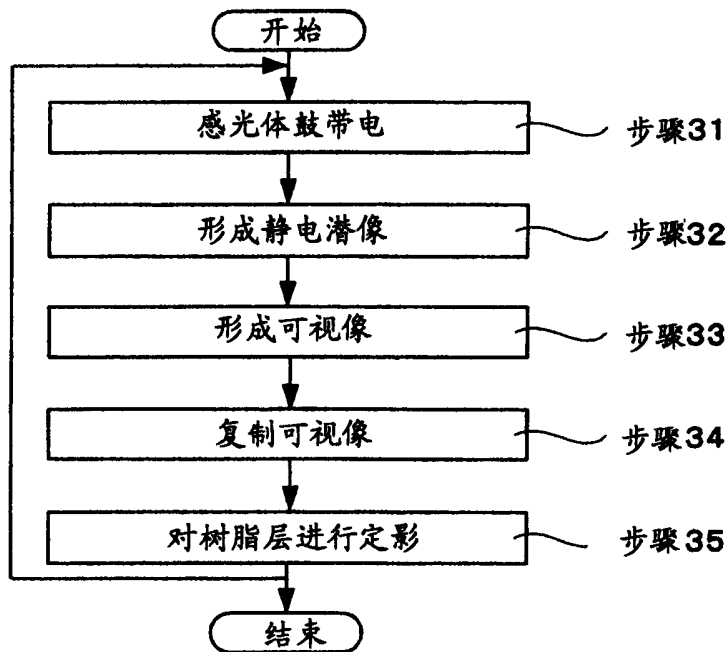 开始
感光体鼓带电
步骤31
形成静电潜像
步骤32
形成可视像
步骤33
复制可视像
步骤34
对树脂层进行定影
步骤35
结束